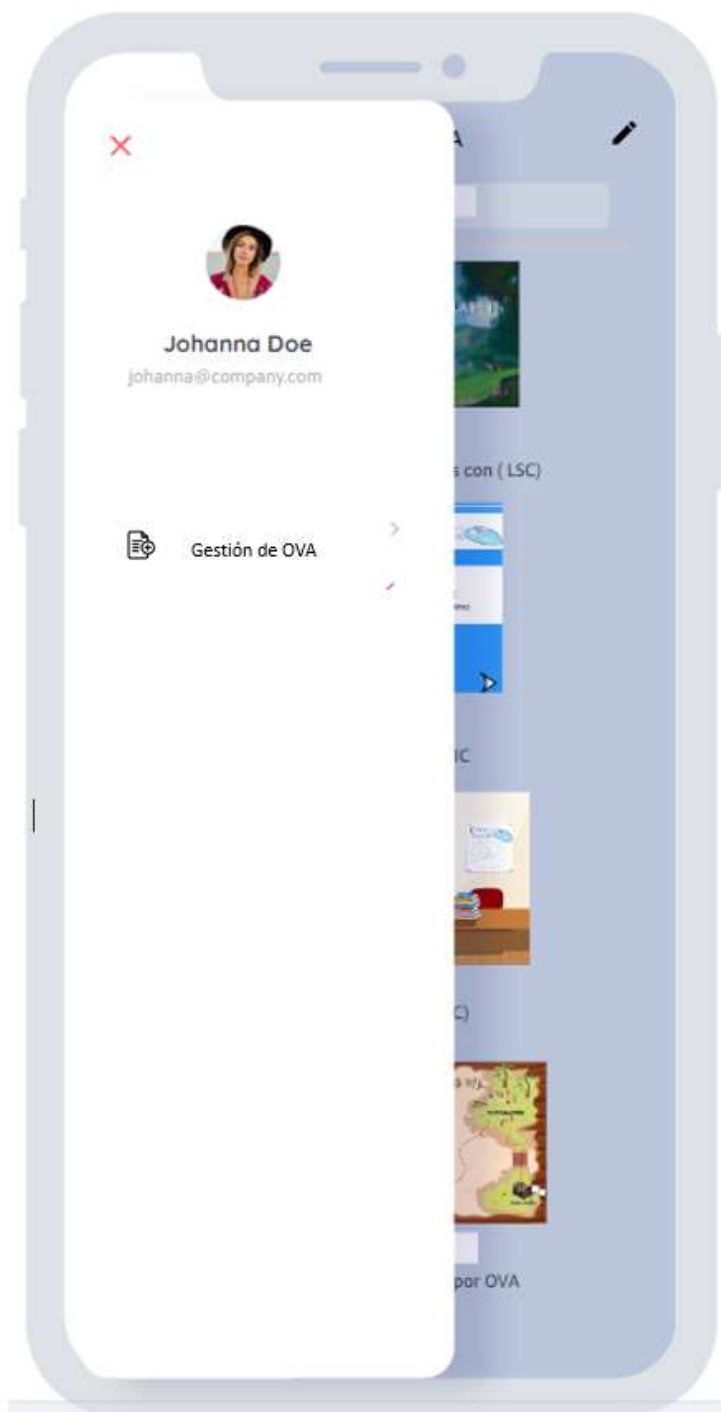 A
Johanna Doe
johanna@company.com
con ( LSC)
Gestión de OVA
IC
C)
por OVA